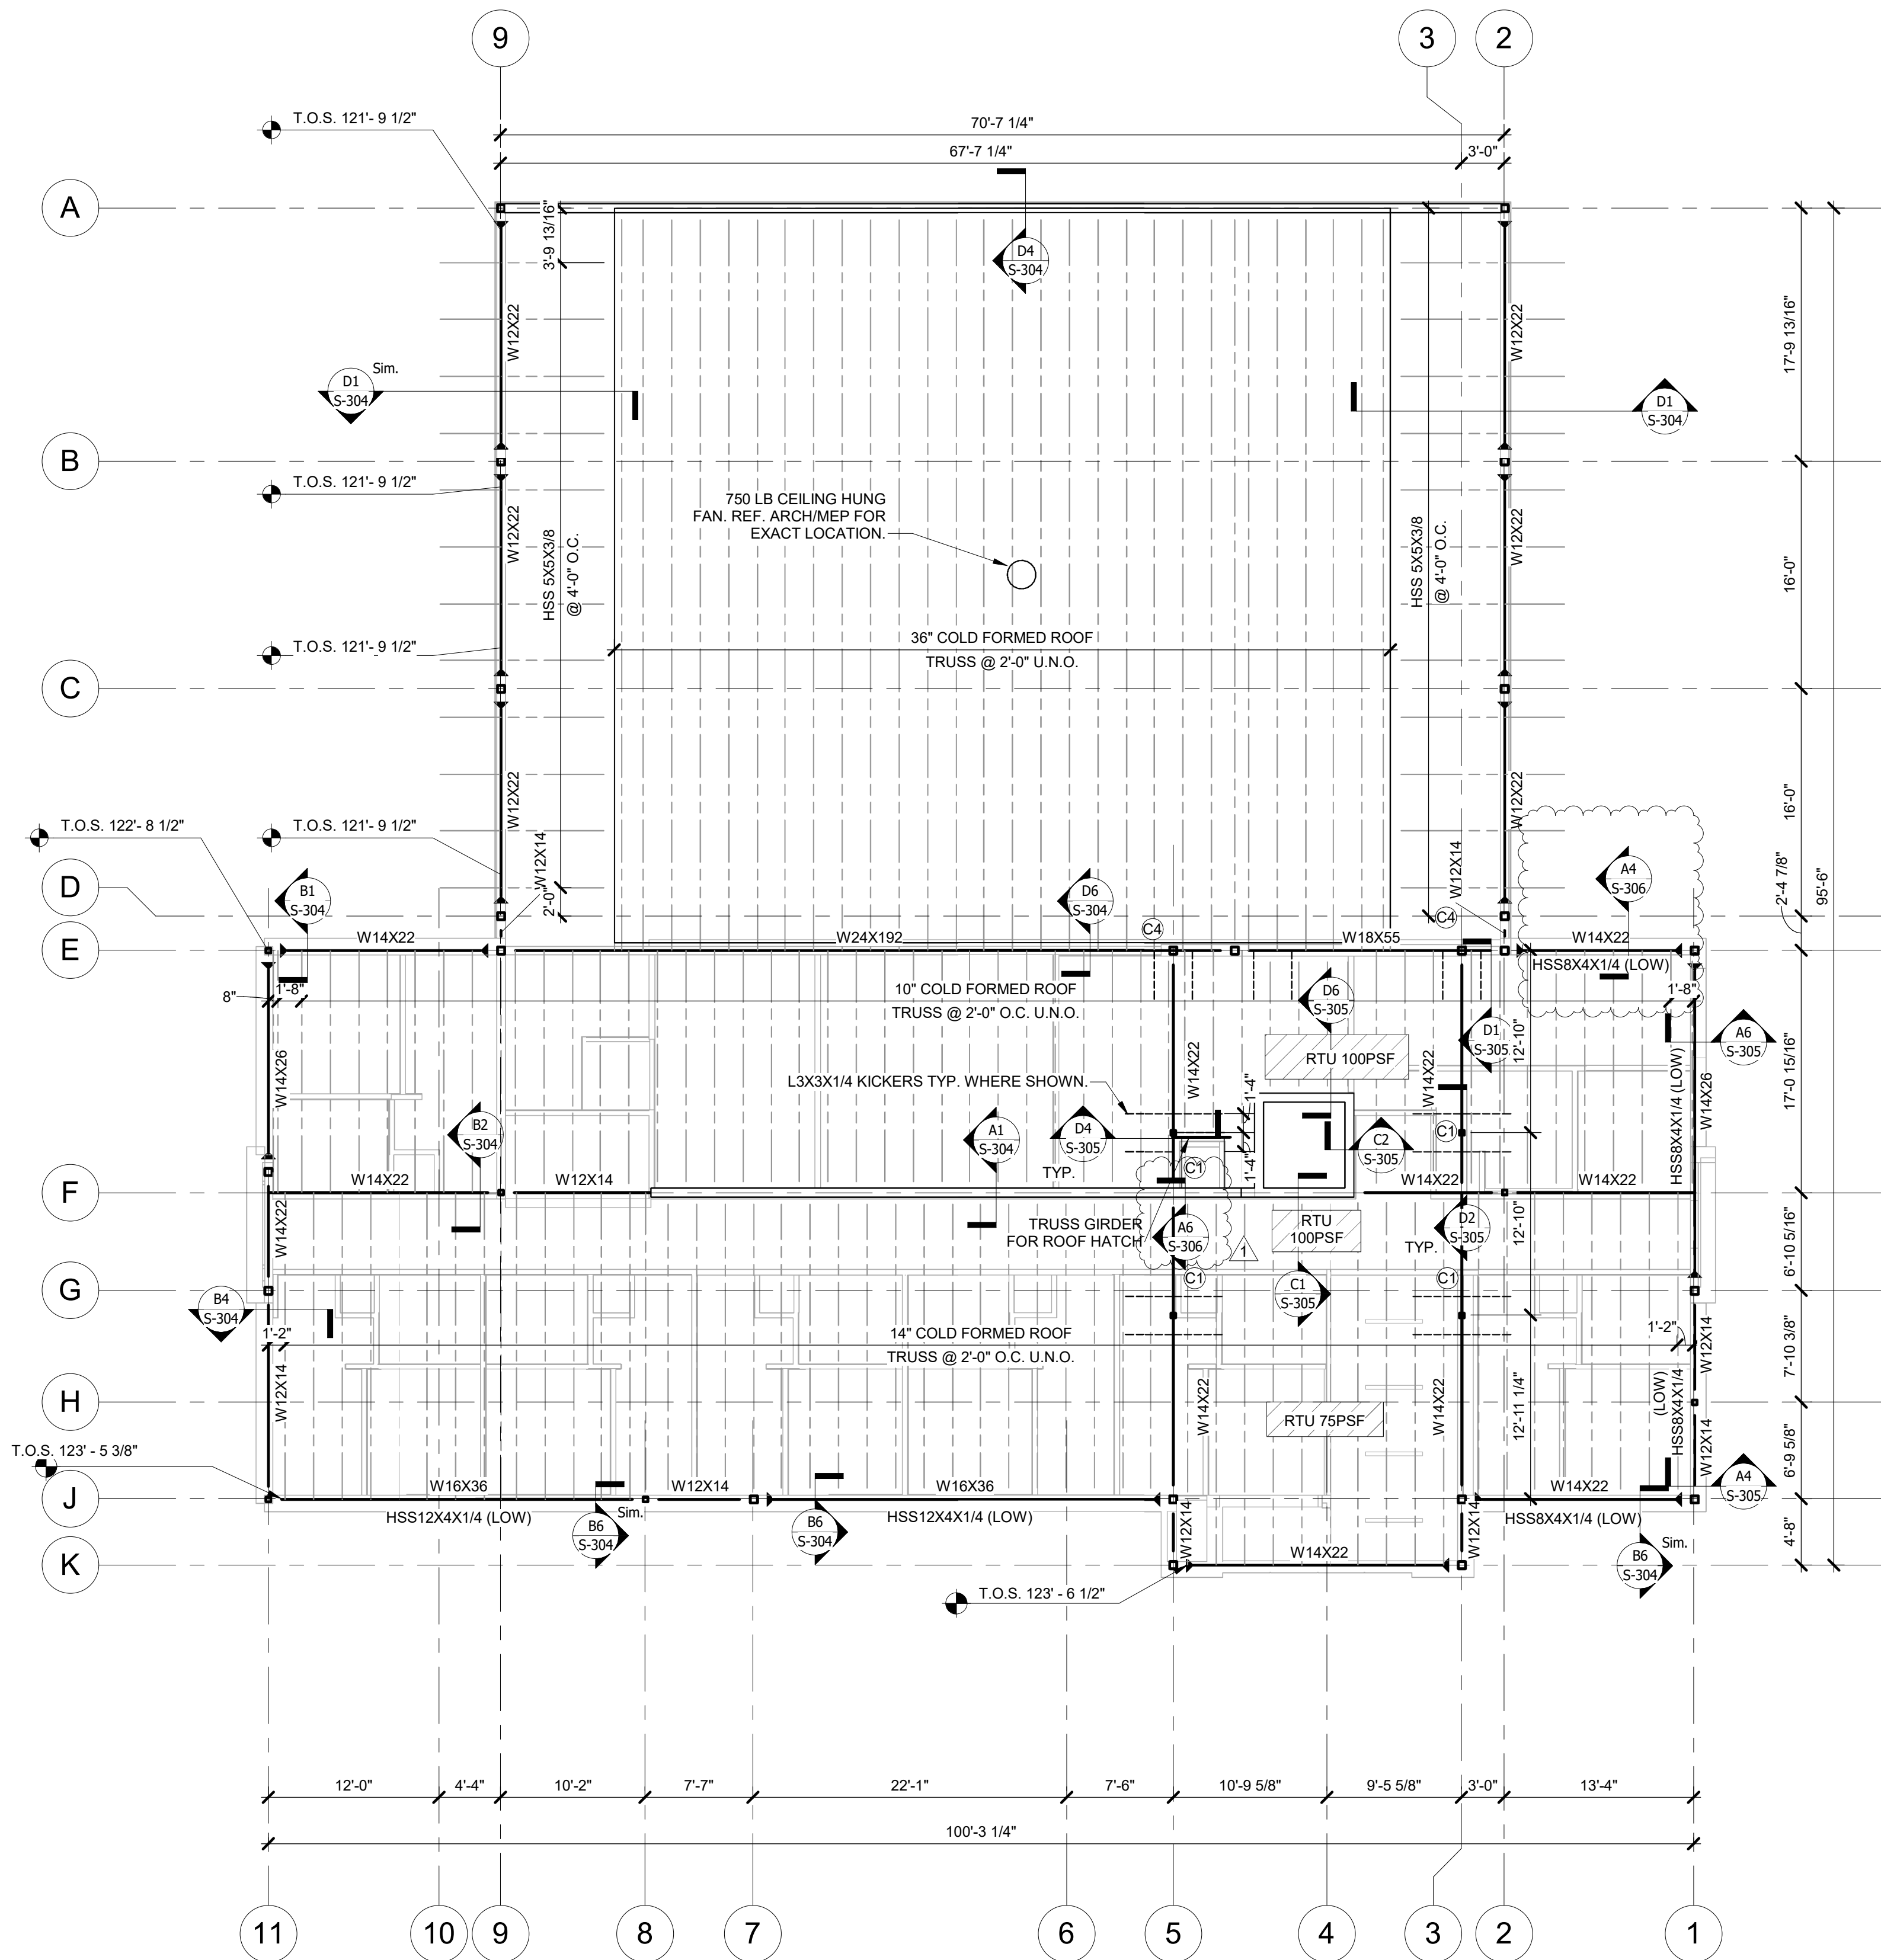 9
3
2
T.O.S. 121'- 9 1/2"
70'-7 1/4"
67'-7 1/4"
3'-0"
A
3'-9 13/16"
D4
S-304
W12X22
W12X22
17'-9 13/16"
D1
S-304
Sim.
D1
S-304
B
T.O.S. 121'- 9 1/2"
750 LB CEILING HUNG
FAN. REF. ARCH/MEP FOR
EXACT LOCATION.
W12X22
HSS 5X5X3/8
@ 4'-0" O.C.
HSS 5X5X3/8
@ 4'-0" O.C.
W12X22
16'-0"
95'-6"
T.O.S. 121'- 9 1/2"
36" COLD FORMED ROOF
TRUSS @ 2'-0" U.N.O.
C
W12X22
W12X22
16'-0"
T.O.S. 122'- 8 1/2"
T.O.S. 121'- 9 1/2"
W12X14
2'-0"
W12X14
D
B1
S-304
D6
S-304
C4
C4
A4
S-306
2'-4 7/8"
E
W14X22
W24X192
W18X55
W14X22
HSS8X4X1/4 (LOW)
8"
1'-8"
10" COLD FORMED ROOF
TRUSS @ 2'-0" O.C. U.N.O.
1'-8"
D6
S-305
D1
S-305
12'-10"
A6
S-305
RTU 100PSF
W14X26
W14X22
W14X22
HSS8X4X1/4 (LOW)
W14X26
17'-0 15/16"
L3X3X1/4 KICKERS TYP. WHERE SHOWN.
1'-4"
1'-4"
B2
S-304
A1
S-304
D4
S-305
TYP.
C1
C1
C2
S-305
F
W14X22
W12X14
W14X22
W14X22
W14X22
TRUSS GIRDER
FOR ROOF HATCH
A6
S-306
1
RTU
100PSF
TYP.
D2
S-305
12'-10"
6'-10 5/16"
G
C1
C1
C1
S-305
B4
S-304
1'-2"
14" COLD FORMED ROOF
TRUSS @ 2'-0" O.C. U.N.O.
1'-2"
W12X14
W12X14
7'-10 3/8"
H
W14X22
RTU 75PSF
W14X22
12'-11 1/4"
HSS8X4X1/4
(LOW)
W12X14
6'-9 5/8"
T.O.S. 123' - 5 3/8"
A4
S-305
J
W16X36
W12X14
W16X36
W14X22
HSS12X4X1/4 (LOW)
Sim.
HSS12X4X1/4 (LOW)
HSS8X4X1/4 (LOW)
B6
S-304
B6
S-304
W12X14
W12X14
4'-8"
K
W14X22
B6
S-304
Sim.
T.O.S. 123' - 6 1/2"
12'-0"
4'-4"
10'-2"
7'-7"
22'-1"
7'-6"
10'-9 5/8"
9'-5 5/8"
3'-0"
13'-4"
100'-3 1/4"
11
10
9
8
7
6
5
4
3
2
1